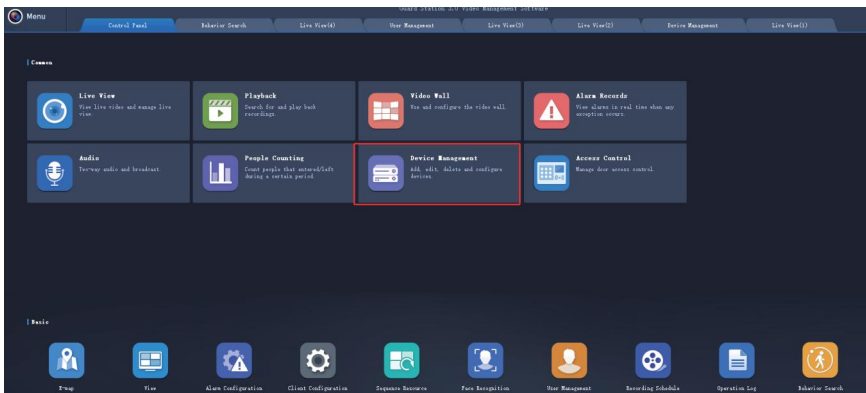 Guard Station 3.0 Video Management Software
Menu
Control Panel
Behavior Search
Live View(4)
User Management
Live View(3)
Live View(2)
Device Management
Live View(1)
Common
Live View
View live video and manage live
view.
Playback
Search for and play back
recordings.
Video Wall
Use and configure the video wall.
Alarm Records
View alarms in real time when any
exception occurs.
Audio
Two-way audio and broadcast.
People Counting
Count people that entered/left
during a certain period.
Device Management
Add, edit, delete and configure
devices.
Access Control
Manage door access control.
Basic
E-map
View
Alarm Configuration
Client Configuration
Sequence Resource
Face Recognition
User Management
Recording Schedule
Operation Log
Behavior Search